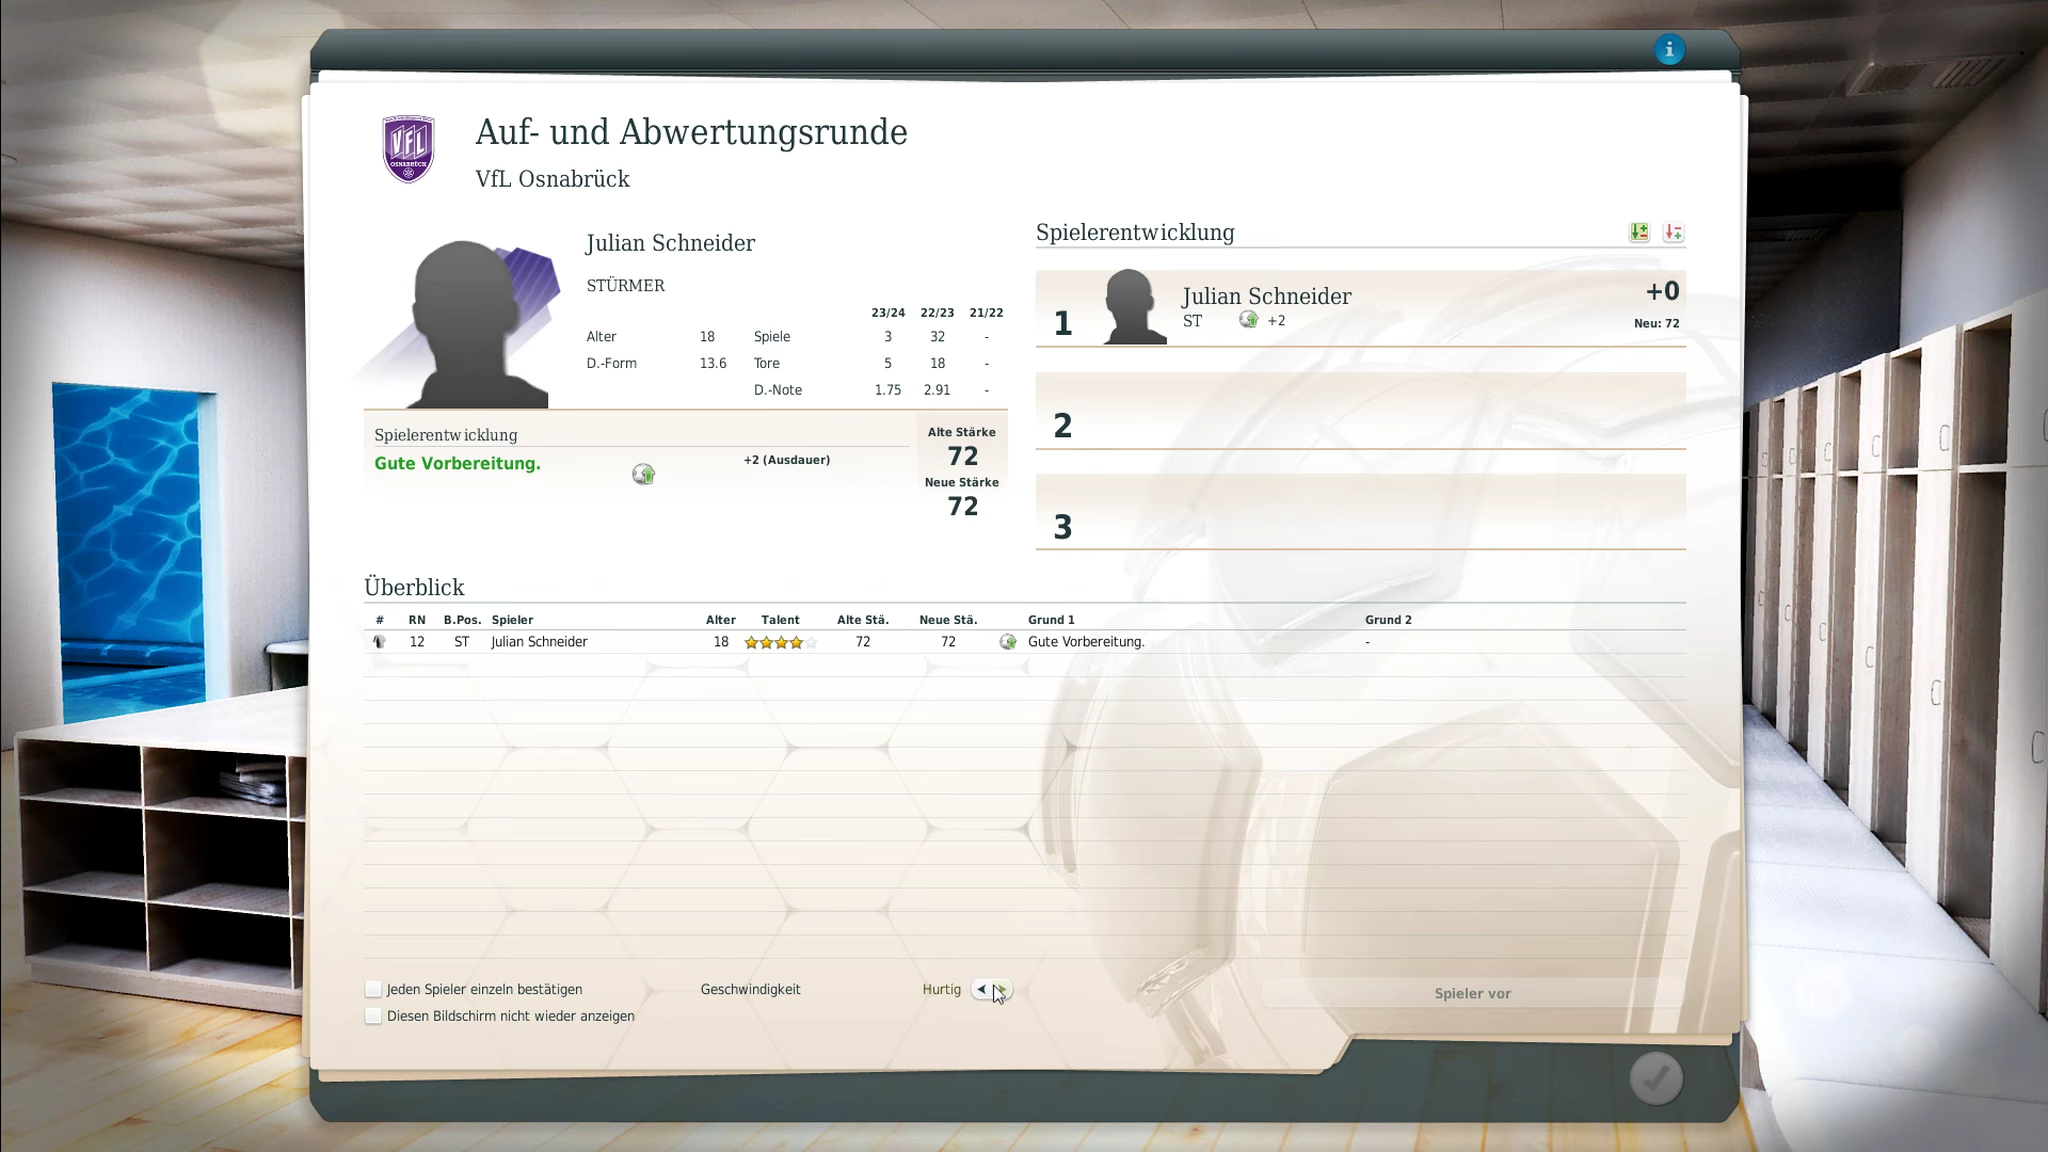 Auf- und Abwertungsrunde
VfL Osnabrück
VFL
OSNABRÜCK
Julian Schneider
STÜRMER
23/24 22/23 21/22
Alter 18 Spiele 3 32 -
D.-Form 13.6 Tore 5 18 -
D.-Note 1.75 2.91 -
Spielerentwicklung
Gute Vorbereitung.
+2 (Ausdauer)
Alte Stärke
72
Neue Stärke
72
Spielerentwicklung
1 Julian Schneider +0
ST +2 Neu: 72
2
3
Überblick
# RN B.Pos. Spieler Alter Talent Alte Stä. Neue Stä. Grund 1 Grund 2
12 ST Julian Schneider 18 72 72 Gute Vorbereitung. -
Jeden Spieler einzeln bestätigen Geschwindigkeit Hurtig Spieler vor
Diesen Bildschirm nicht wieder anzeigen